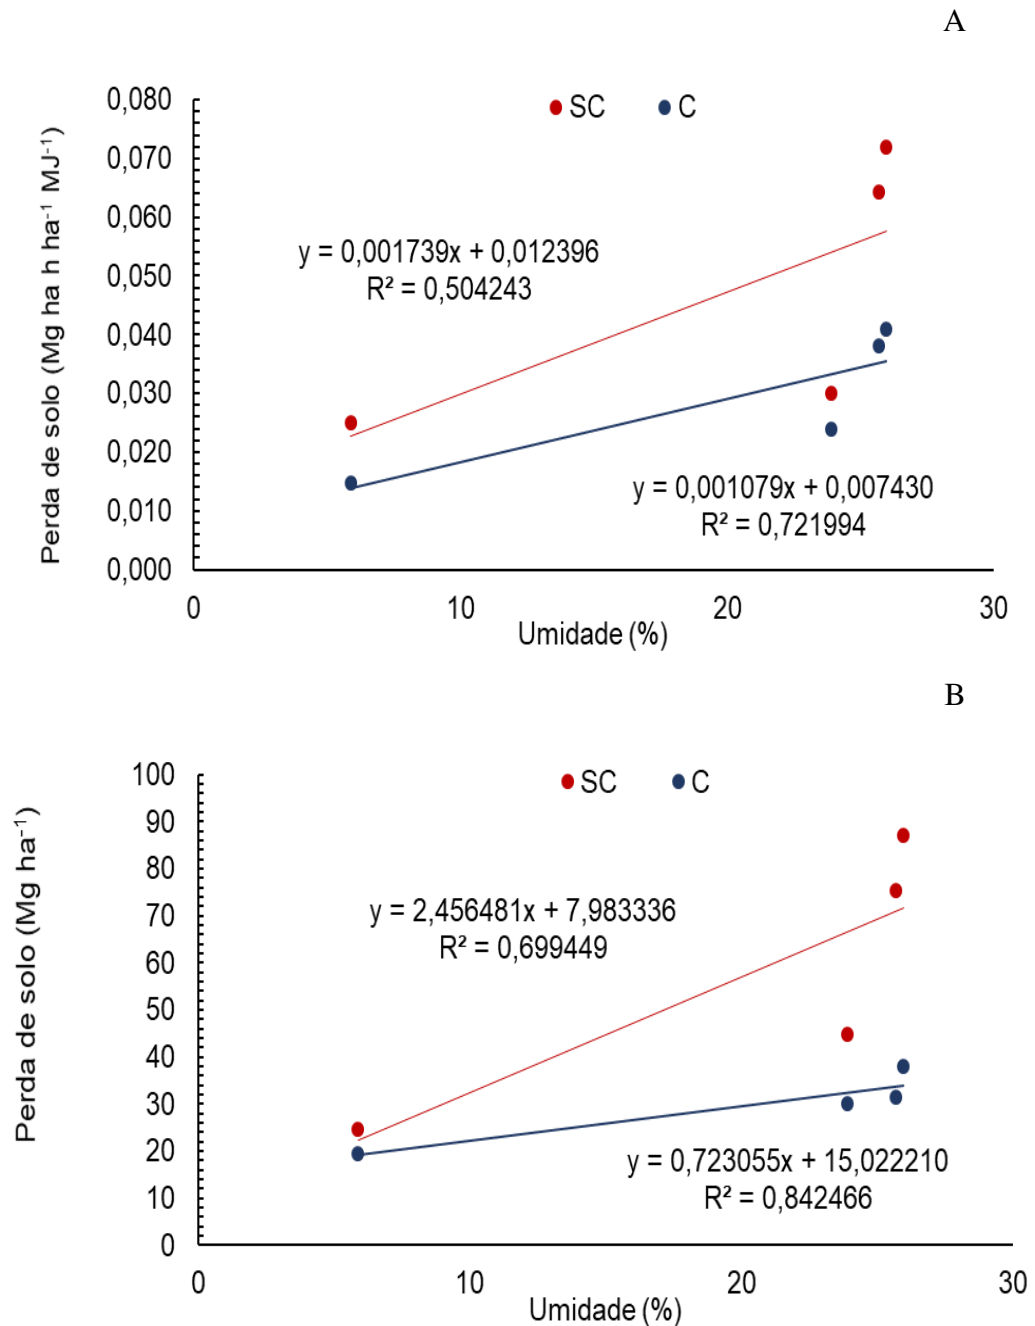 A
SC C
0,080
0,070
0,060
0,050
0,040
0,030
0,020
0,010
0,000
Perda de solo (Mg ha h ha⁻¹ MJ⁻¹)
y = 0,001739x + 0,012396
R² = 0,504243
y = 0,001079x + 0,007430
R² = 0,721994
0 10 20 30
Umidade (%)
B
SC C
100
90
80
70
60
50
40
30
20
10
0
Perda de solo (Mg ha⁻¹)
y = 2,456481x + 7,983336
R² = 0,699449
y = 0,723055x + 15,022210
R² = 0,842466
0 10 20 30
Umidade (%)